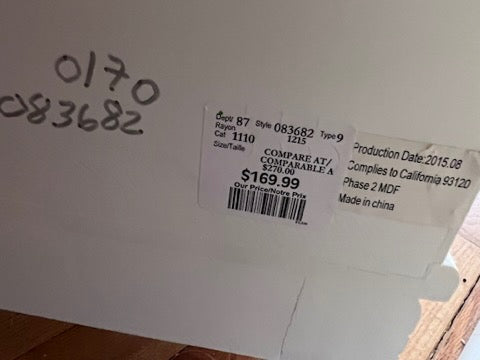 0170
083682
Dept/ 87 Style 083682 Type 9
Rayon 1215
Cat 1110
Size/Taille
COMPARE AT/
COMPARABLE A
$270.00
$169.99
Our Price/Notre Prix
Production Date:2015.08
Complies to California 93120
Phase 2 MDF
Made in china